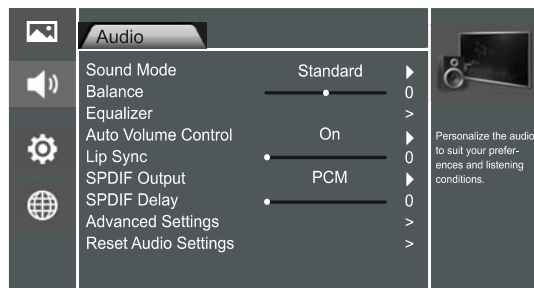 Audio
Sound Mode Standard
Balance 0
Equalizer >
Auto Volume Control On
Lip Sync 0
SPDIF Output PCM
SPDIF Delay 0
Advanced Settings >
Reset Audio Settings >
Personalize the audio
to suit your prefer-
ences and listening
conditions.